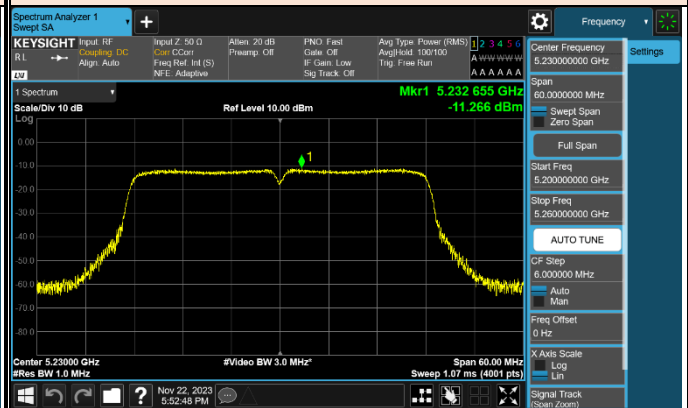 Spectrum Analyzer 1
Swept SA
Frequency
KEYSIGHT
R L
Input: RF
Coupling: DC
Align: Auto
Input Z: 50 Ω
Corr CCorr
Freq Ref: Int (S)
NFE: Adaptive
Atten: 20 dB
Preamp: Off
PNO: Fast
Gate: Off
IF Gain: Low
Sig Track: Off
Avg Type: Power (RMS)
Avg|Hold: 100/100
Trig: Free Run
1 2 3 4 5 6
A W W W W W
A A A A A A
1 Spectrum
Scale/Div 10 dB
Ref Level 10.00 dBm
Mkr1 5.232 655 GHz
-11.266 dBm
Log
0.00
-10.0
-20.0
-30.0
-40.0
-50.0
-60.0
-70.0
-80.0
1
Center 5.23000 GHz
#Video BW 3.0 MHz*
Span 60.00 MHz
#Res BW 1.0 MHz
Sweep 1.07 ms (4001 pts)
Nov 22, 2023
5:52:48 PM
Center Frequency
5.230000000 GHz
Settings
Span
60.0000000 MHz
Swept Span
Zero Span
Full Span
Start Freq
5.200000000 GHz
Stop Freq
5.260000000 GHz
AUTO TUNE
CF Step
6.000000 MHz
Auto
Man
Freq Offset
0 Hz
X Axis Scale
Log
Lin
Signal Track
(Span Zoom)